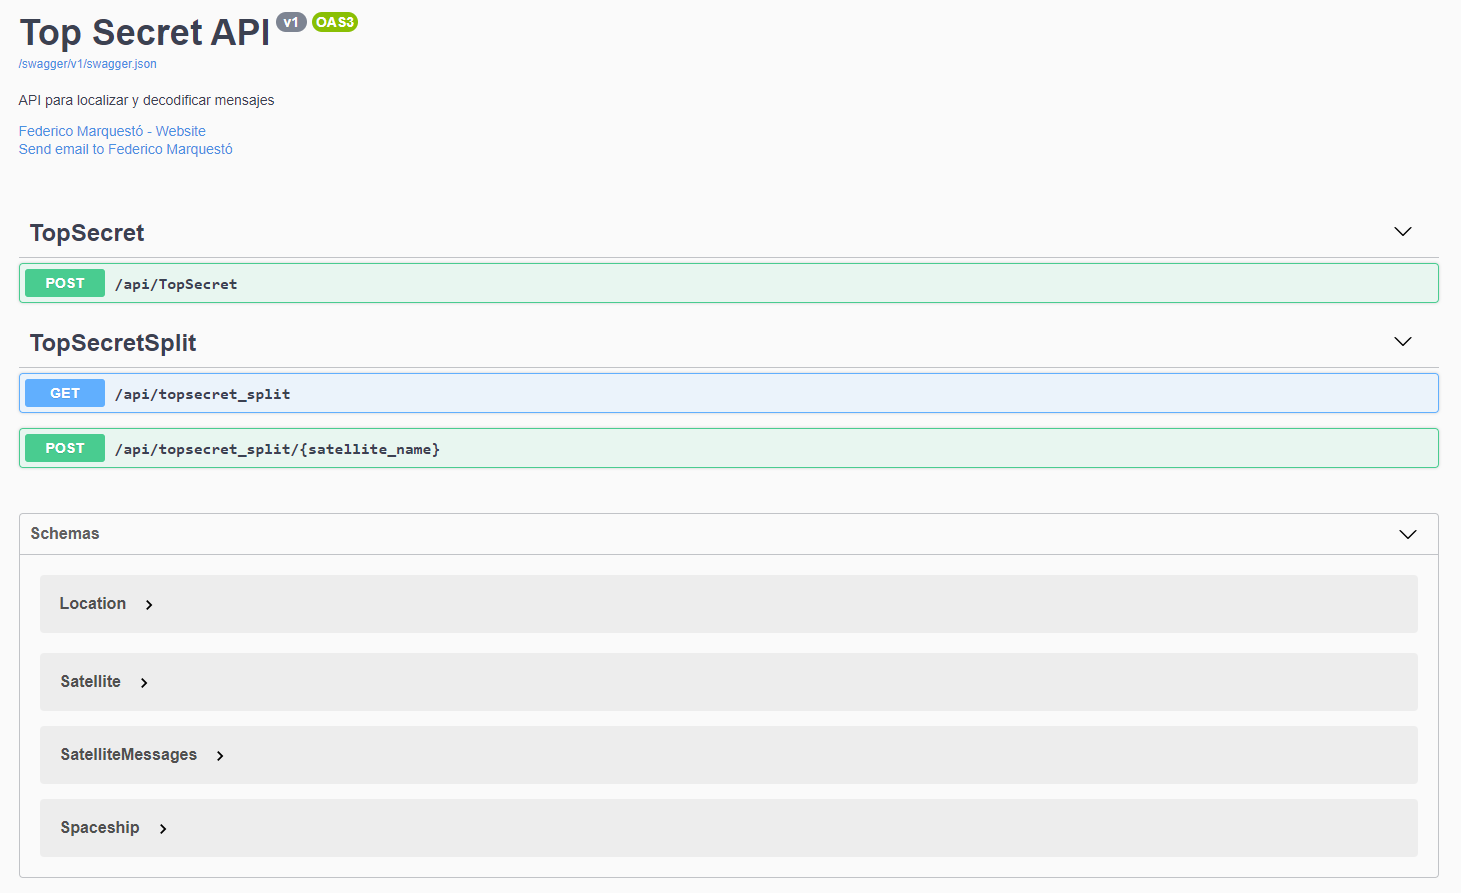 Top Secret API v1 OAS3
/swagger/v1/swagger.json
API para localizar y decodificar mensajes
Federico Marquestó - Website
Send email to Federico Marquestó
TopSecret
POST /api/TopSecret
TopSecretSplit
GET /api/topsecret_split
POST /api/topsecret_split/{satellite_name}
Schemas
Location
Satellite
SatelliteMessages
Spaceship